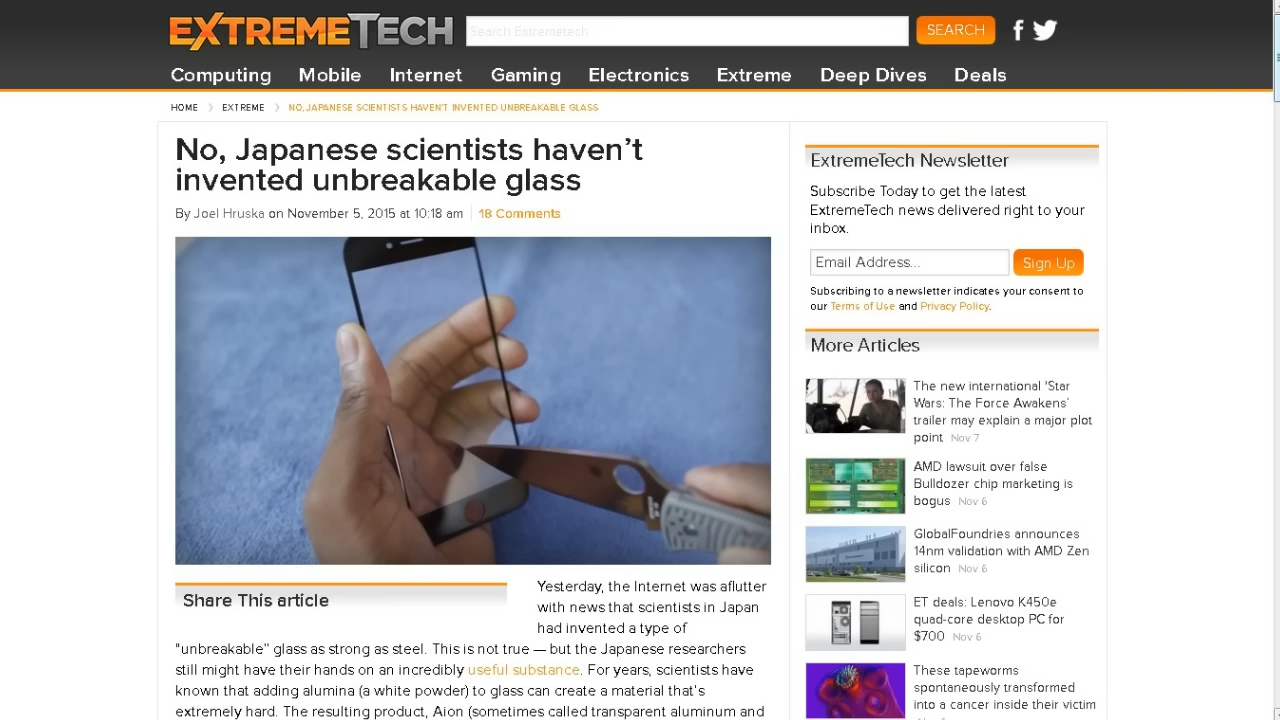 EXTREMETECH
Search Extremetech
SEARCH
Computing Mobile Internet Gaming Electronics Extreme Deep Dives Deals
HOME EXTREME NO, JAPANESE SCIENTISTS HAVEN'T INVENTED UNBREAKABLE GLASS
No, Japanese scientists haven’t
invented unbreakable glass
By Joel Hruska on November 5, 2015 at 10:18 am 18 Comments
Share This article
Yesterday, the Internet was aflutter
with news that scientists in Japan
had invented a type of
"unbreakable" glass as strong as steel. This is not true — but the Japanese researchers
still might have their hands on an incredibly useful substance. For years, scientists have
known that adding alumina (a white powder) to glass can create a material that's
extremely hard. The resulting product, Aion (sometimes called transparent aluminum and
ExtremeTech Newsletter
Subscribe Today to get the latest
ExtremeTech news delivered right to your
inbox.
Email Address...
Sign Up
Subscribing to a newsletter indicates your consent to
our Terms of Use and Privacy Policy.
More Articles
The new international 'Star
Wars: The Force Awakens’
trailer may explain a major plot
point Nov 7
AMD lawsuit over false
Bulldozer chip marketing is
bogus Nov 6
GlobalFoundries announces
14nm validation with AMD Zen
silicon Nov 6
ET deals: Lenovo K450e
quad-core desktop PC for
$700 Nov 6
These tapeworms
spontaneously transformed
into a cancer inside their victim